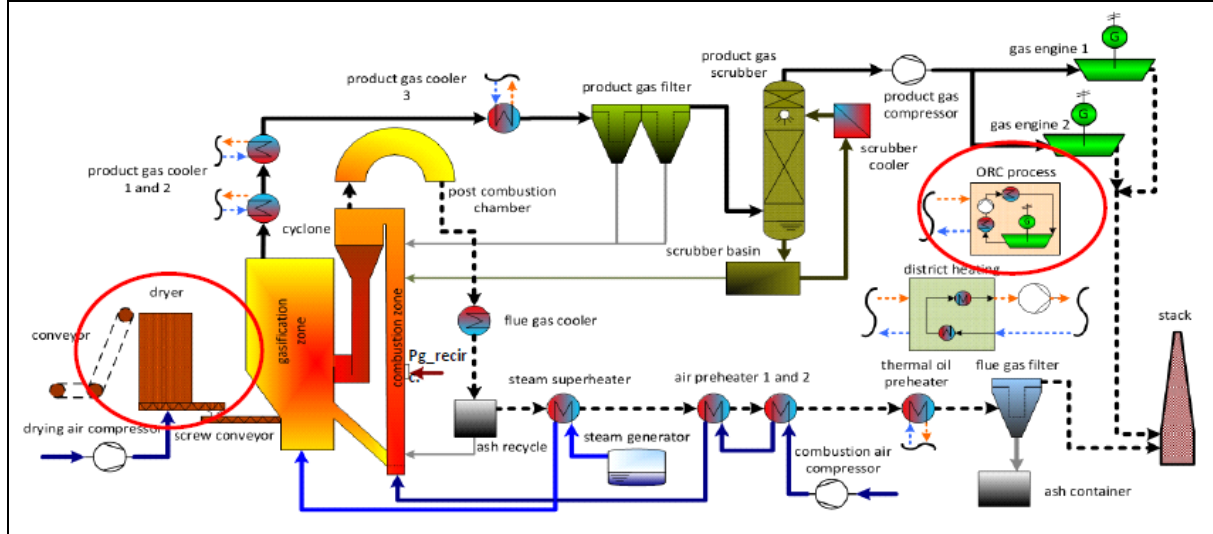 gas engine 1
G
product gas
scrubber
product gas cooler
3
product gas filter
product gas
compressor
G
gas engine 2
scrubber
cooler
ORC process
G
product gas cooler
1 and 2
post combustion
chamber
cyclone
scrubber basin
district heating
dryer
conveyor
gasification
zone
combustion zone
flue gas cooler
Pg_recir
c.
stack
steam superheater
air preheater 1 and 2
thermal oil
preheater
flue gas filter
drying air compressor
screw conveyor
ash recycle
steam generator
combustion air
compressor
ash container